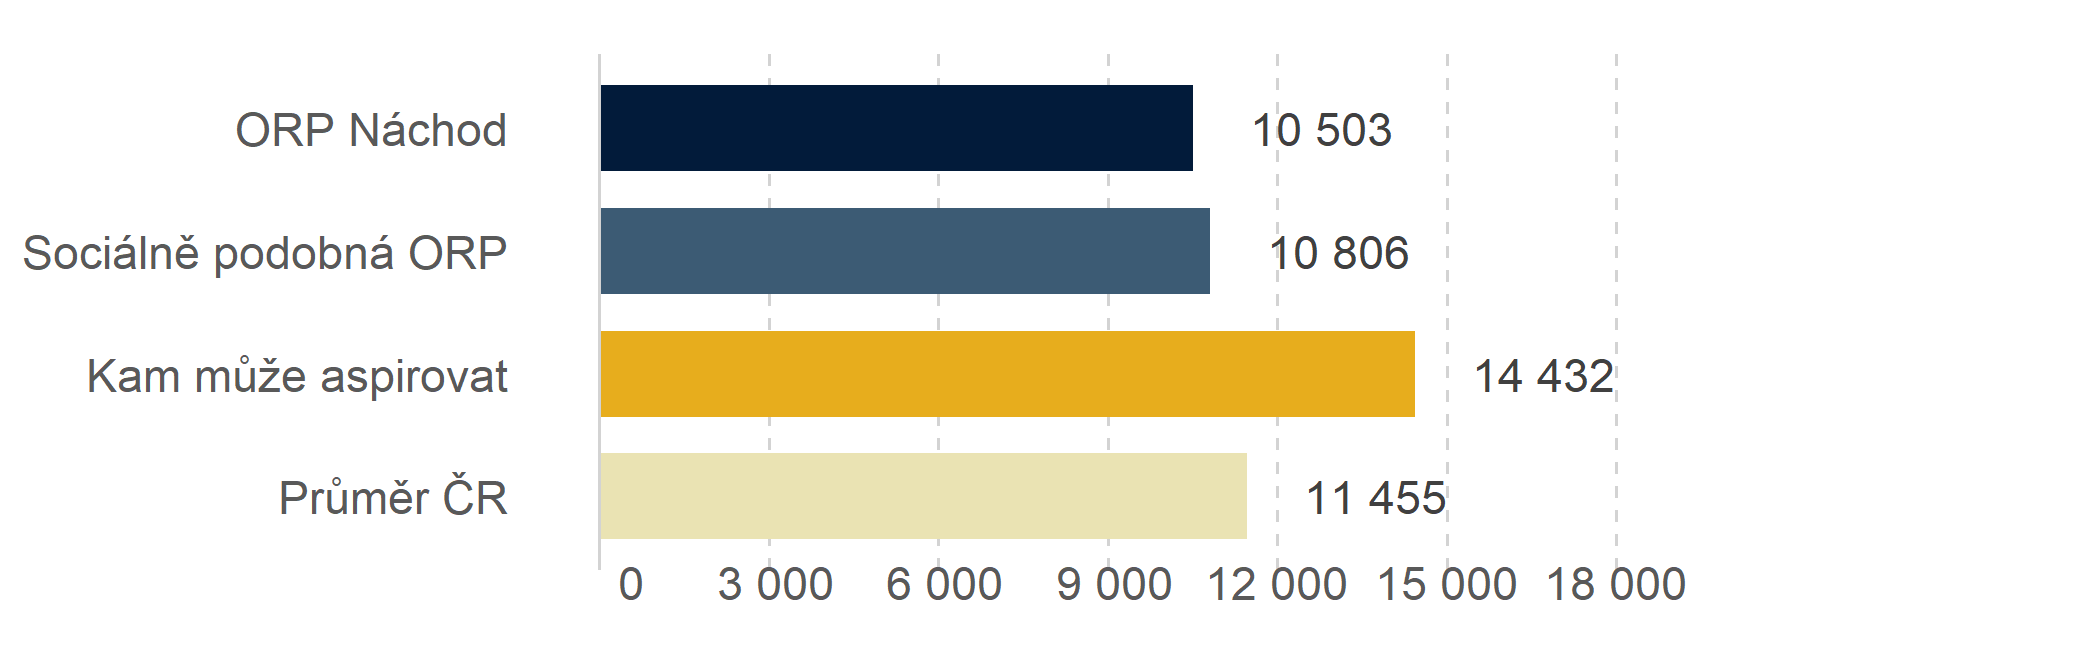 ORP Náchod 10 503
Sociálně podobná ORP 10 806
Kam může aspirovat 14 432
Průměr ČR 11 455
0 3 000 6 000 9 000 12 000 15 000 18 000